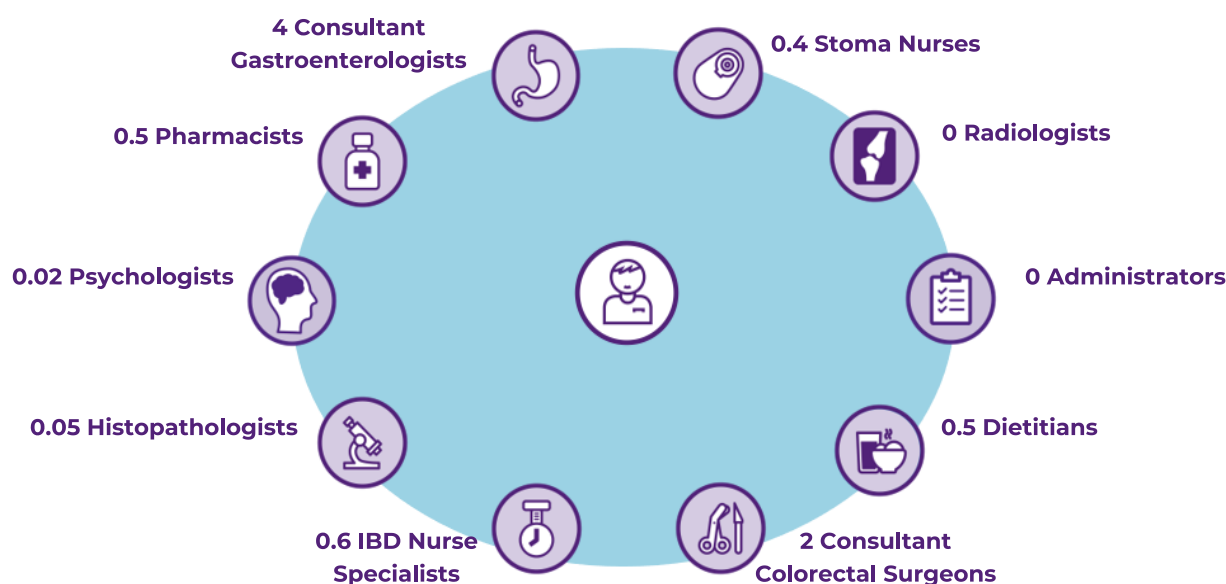 4 Consultant
Gastroenterologists
0.4 Stoma Nurses
0.5 Pharmacists
0 Radiologists
0.02 Psychologists
0 Administrators
0.05 Histopathologists
0.5 Dietitians
0.6 IBD Nurse
Specialists
2 Consultant
Colorectal Surgeons